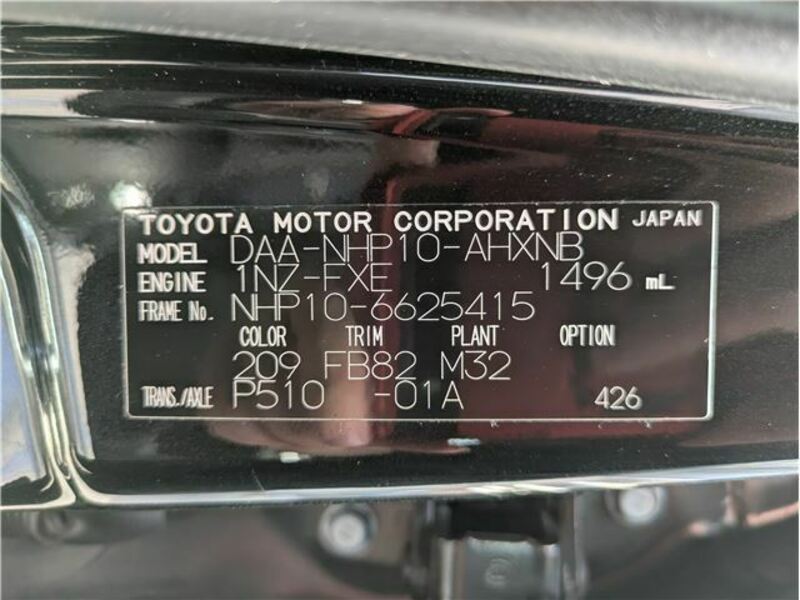 TOYOTA MOTOR CORPORATION JAPAN
MODEL DAA-NHP10-AHXNB
ENGINE 1NZ-FXE 1496 mL
FRAME No. NHP10-6625415
COLOR TRIM PLANT OPTION
209 FB82 M32
TRANS./AXLE P510 -01A 426